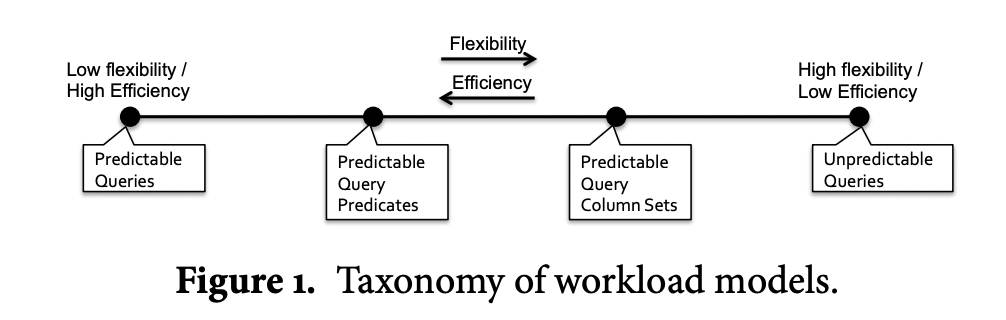 Flexibility
Efficiency
Low flexibility /
High Efficiency
High flexibility /
Low Efficiency
Predictable
Queries
Predictable
Query
Predicates
Predictable
Query
Column Sets
Unpredictable
Queries
Figure 1. Taxonomy of workload models.